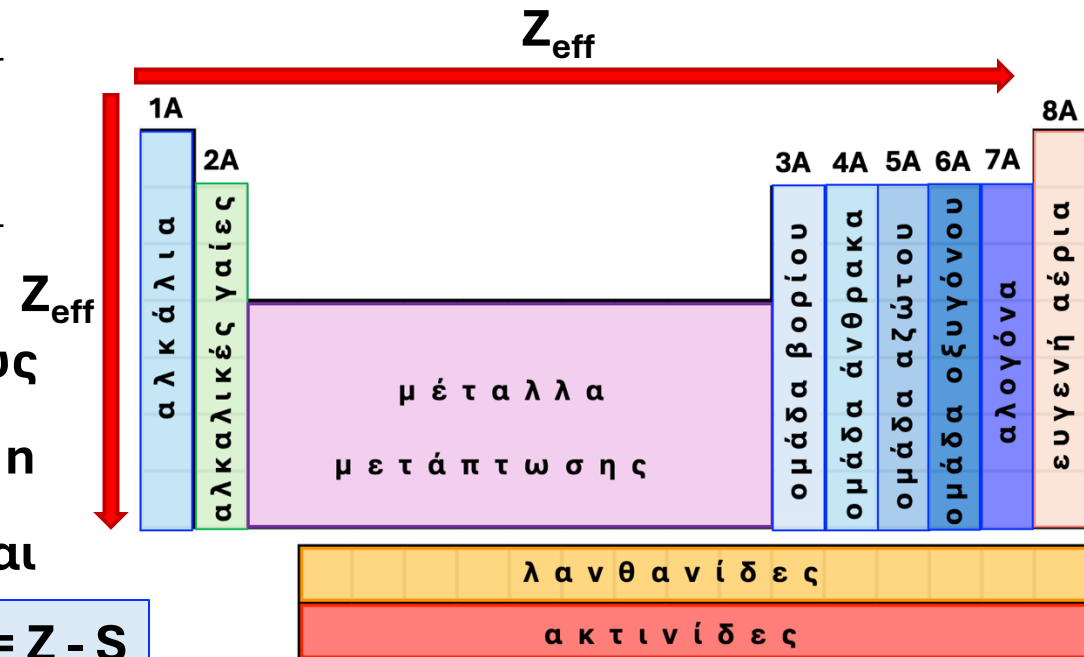 Zeff
1A
8A
2A
3A 4A 5A 6A 7A
αλκάλια
αλκαλικές γαίες
μέταλλα
μετάπτωσης
ομάδα βορίου
ομάδα άνθρακα
ομάδα αζώτου
ομάδα οξυγόνου
αλογόνα
ευγενή αέρια
Zeff
η
λανθανίδες
ακτινίδες
= Z - S